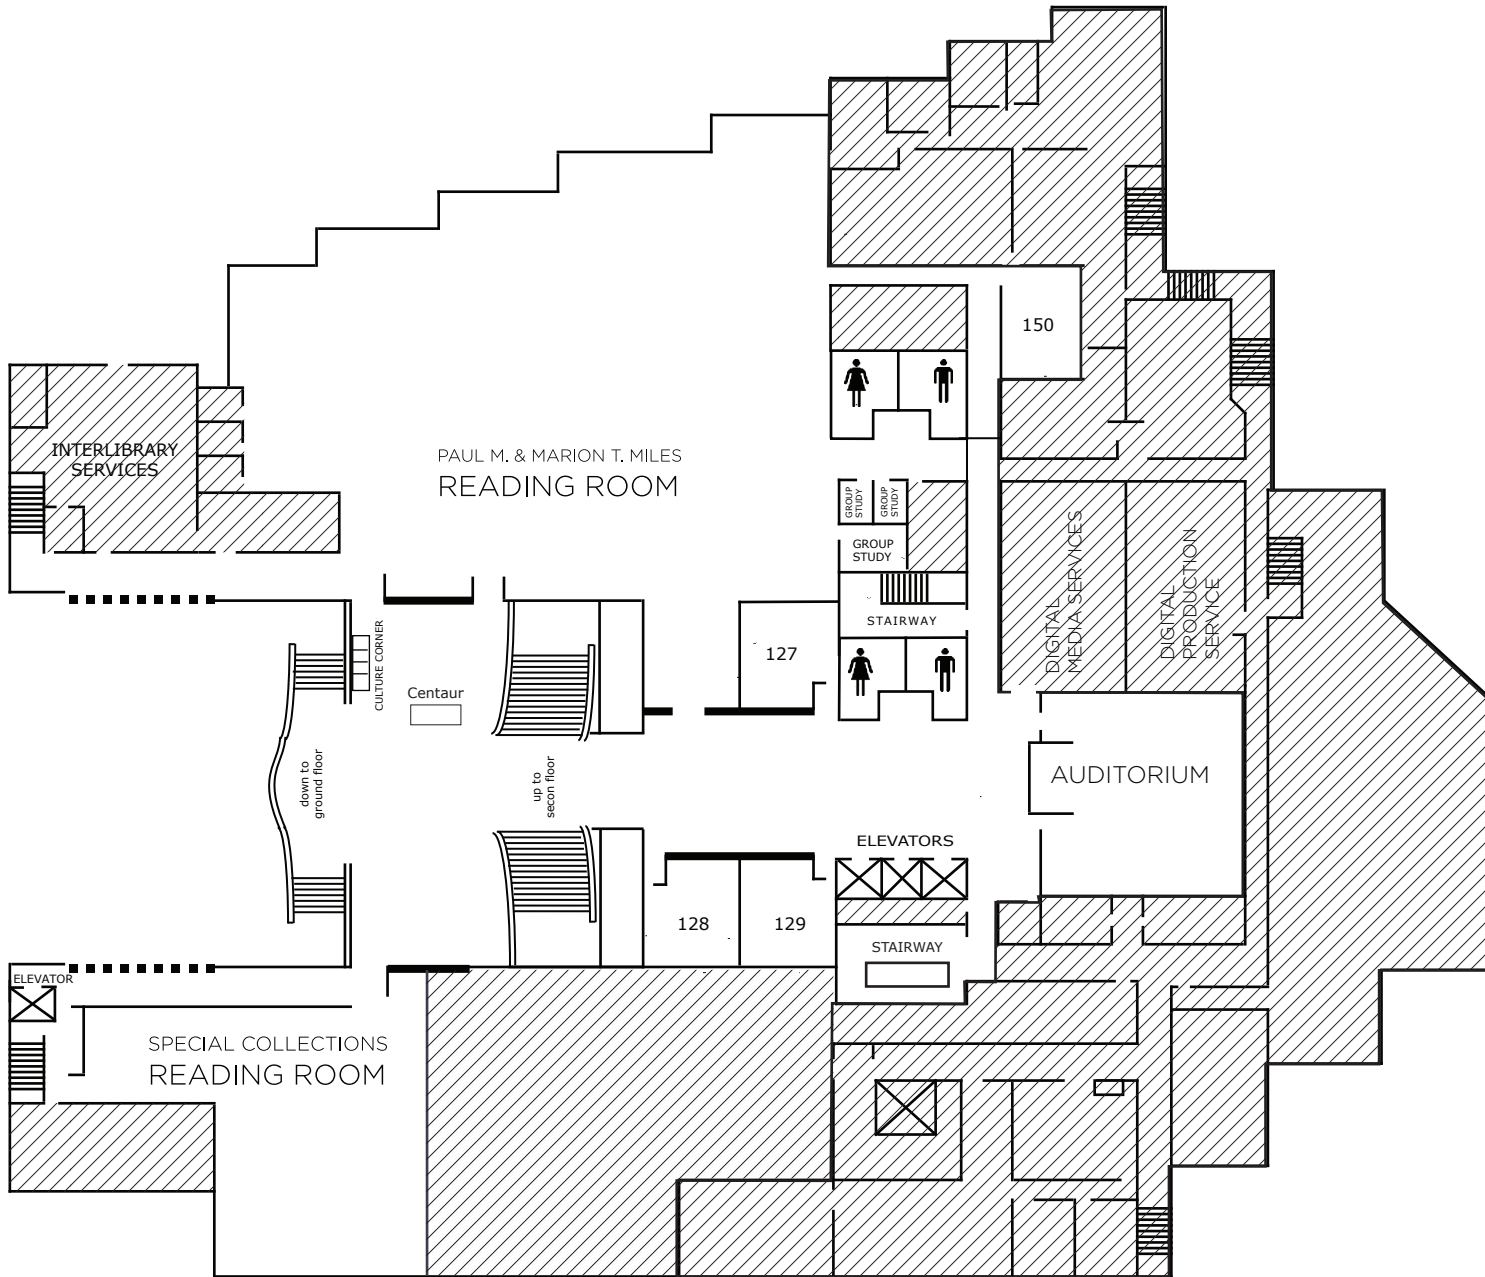 150
INTERLIBRARY
SERVICES
PAUL M. & MARION T. MILES
READING ROOM
GROUP
STUDY
GROUP
STUDY
GROUP
STUDY
DIGITAL
MEDIA SERVICES
DIGITAL
PRODUCTION
SERVICE
STAIRWAY
CULTURE CORNER
127
Centaur
down to
ground floor
up to
secon floor
AUDITORIUM
ELEVATORS
128
129
STAIRWAY
ELEVATOR
SPECIAL COLLECTIONS
READING ROOM